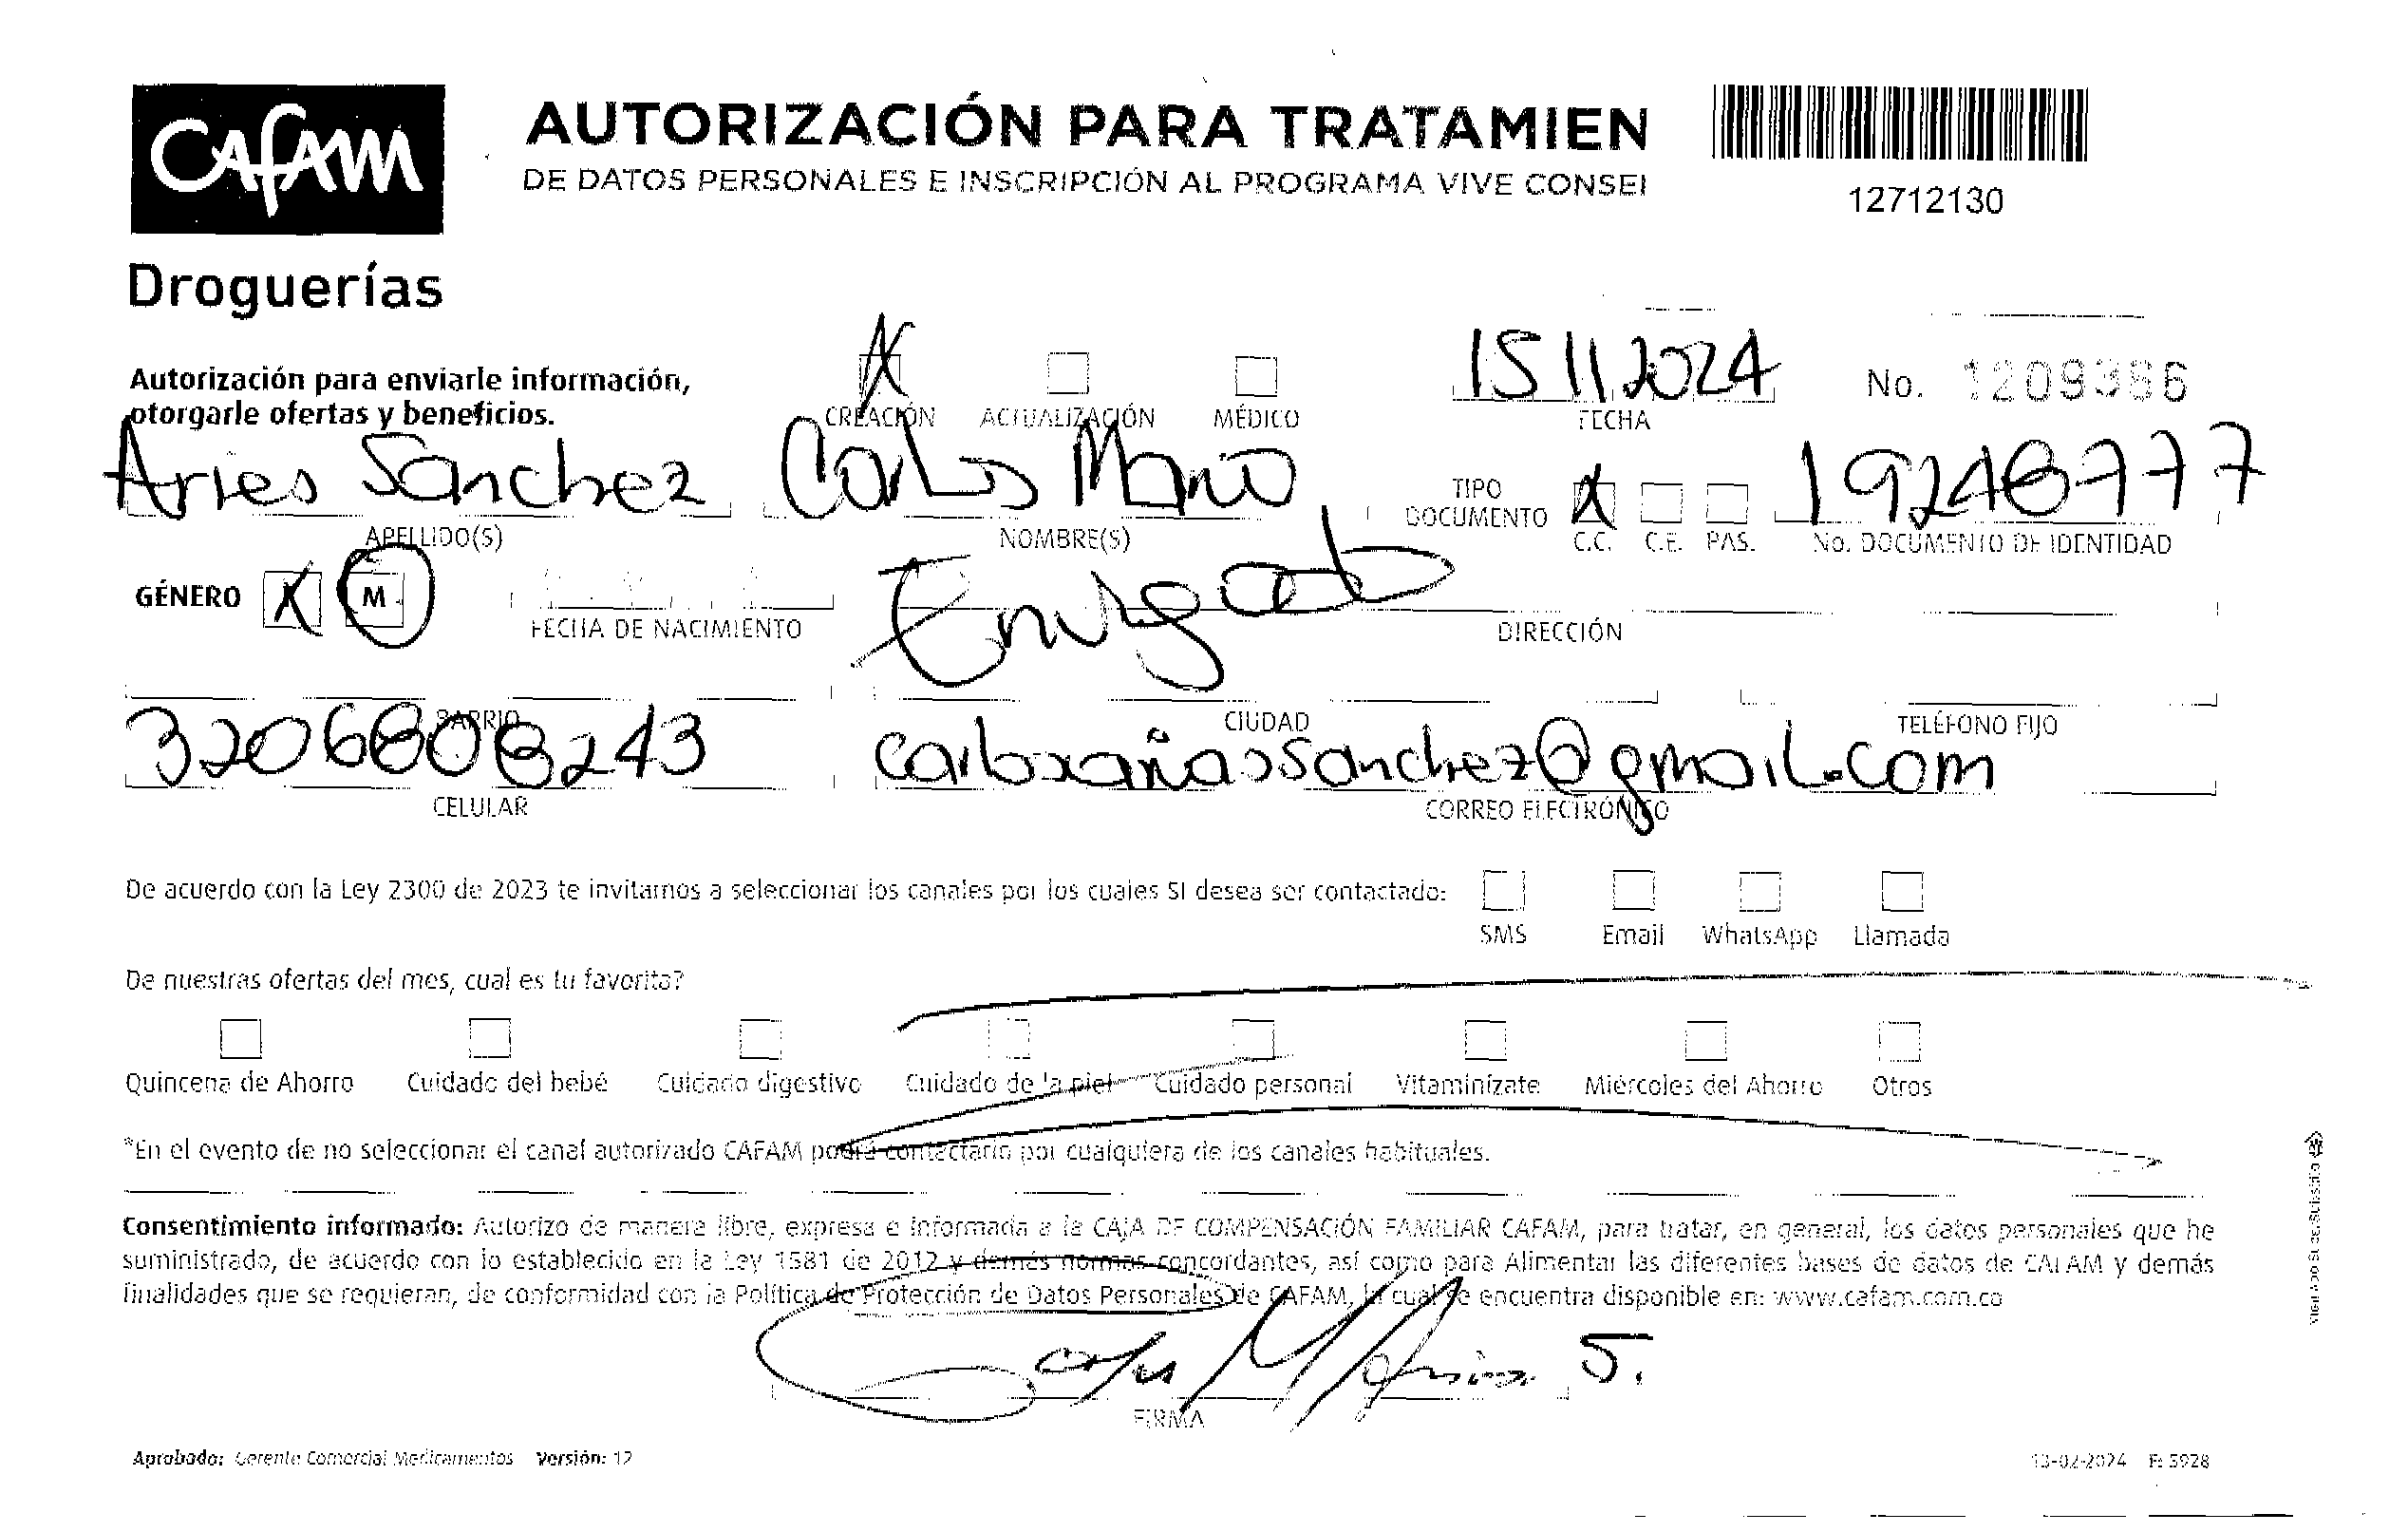 CAFAM
Droguerías
AUTORIZACIÓN PARA TRATAMIEN
DE DATOS PERSONALES E INSCRIPCIÓN AL PROGRAMA VIVE CONSEI
12712130
Autorización para enviarle información,
otorgarle ofertas y beneficios.
X CREACIÓN ACTUALIZACIÓN MÉDICO
15 11 2024
FECHA
No. 1209386
Aries Sanchez Carlos Mario
APELLIDO(S) NOMBRE(S)
TIPO DOCUMENTO X C.C. C.E. PAS.
19248777
No. DOCUMENTO DE IDENTIDAD
GÉNERO X M
FECHA DE NACIMIENTO
DIRECCIÓN
Envigado
BARRIO CIUDAD TELÉFONO FIJO
3206808243
CELULAR CORREO ELECTRÓNICO
De acuerdo con la Ley 2300 de 2023 te invitamos a seleccionar los canales por los cuales SI desea ser contactado:
SMS Email WhatsApp Llamada
De nuestras ofertas del mes, cual es tu favorita?
Quincena de Ahorro Cuidado del bebé Cuidado digestivo Cuidado de la piel Cuidado personal Vitaminízate Miércoles del Ahorro Otros
*En el evento de no seleccionar el canal autorizado CAFAM podrá contactarlo por cualquiera de los canales habituales.
Consentimiento informado: Autorizo de manera libre, expresa e informada a la CAJA DE COMPENSACIÓN FAMILIAR CAFAM, para tratar, en general, los datos personales que he
suministrado, de acuerdo con lo establecido en la Ley 1581 de 2012 y demás normas concordantes, así como para Alimentar las diferentes bases de datos de CAFAM y demás
finalidades que se requieran, de conformidad con la Política de Protección de Datos Personales de CAFAM, la cual se encuentra disponible en: www.cafam.com.co
FIRMA
Aprobado: Gerente Comercial Medicamentos Versión: 12
13-02-2024 F: 5928